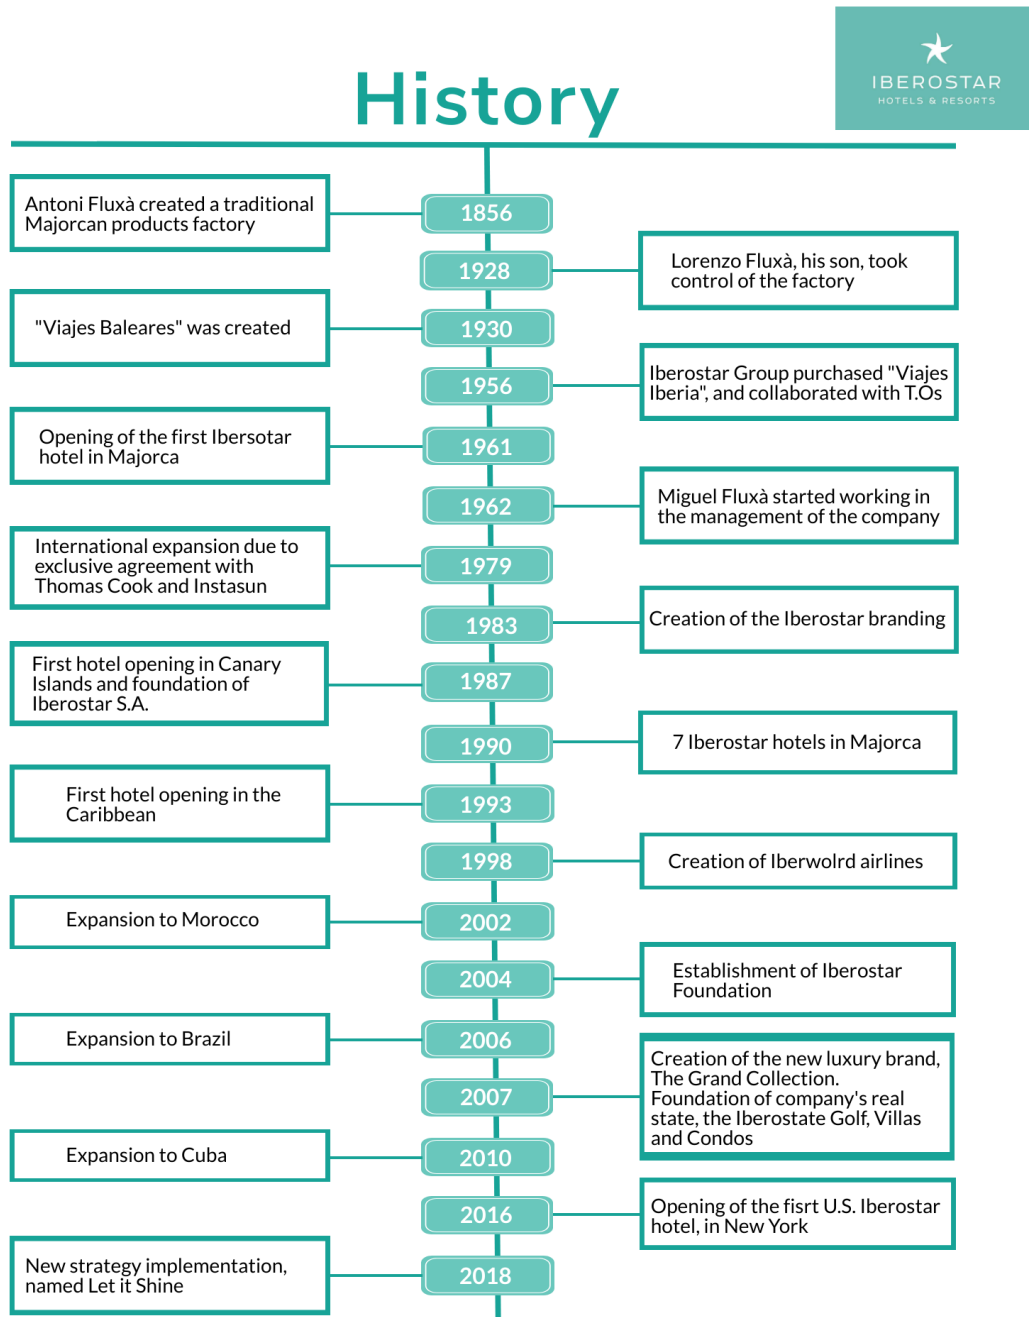 IBEROSTAR
HOTELS & RESORTS
History
Antoni Fluxà created a traditional
Majorcan products factory
1856
1928
Lorenzo Fluxà, his son, took
control of the factory
"Viajes Baleares" was created
1930
1956
Iberostar Group purchased "Viajes
Iberia", and collaborated with T.Os
Opening of the first Ibersotar
hotel in Majorca
1961
1962
Miguel Fluxà started working in
the management of the company
International expansion due to
exclusive agreement with
Thomas Cook and Instasun
1979
1983
Creation of the Iberostar branding
First hotel opening in Canary
Islands and foundation of
Iberostar S.A.
1987
1990
7 Iberostar hotels in Majorca
First hotel opening in the
Caribbean
1993
1998
Creation of Iberwolrd airlines
Expansion to Morocco
2002
2004
Establishment of Iberostar
Foundation
Expansion to Brazil
2006
2007
Creation of the new luxury brand,
The Grand Collection.
Foundation of company's real
state, the Iberostate Golf, Villas
and Condos
Expansion to Cuba
2010
2016
Opening of the fisrt U.S. Iberostar
hotel, in New York
New strategy implementation,
named Let it Shine
2018